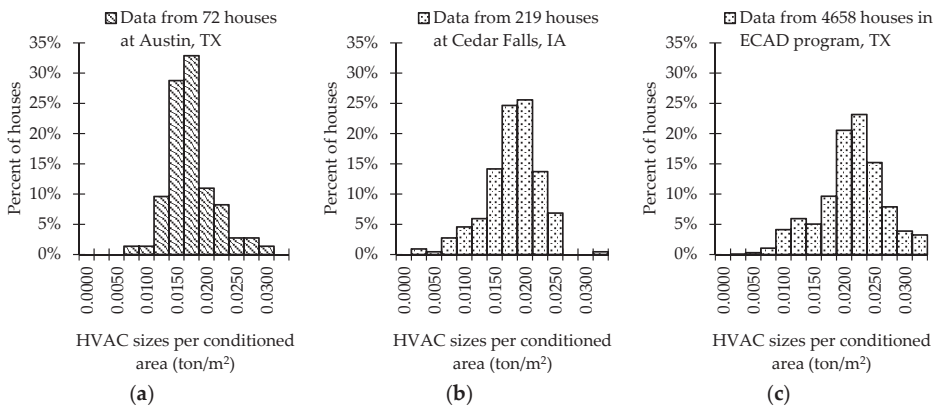 Data from 72 houses
at Austin, TX
35%
30%
25%
20%
15%
10%
5%
0%
Percent of houses
0.0000
0.0050
0.0100
0.0150
0.0200
0.0250
0.0300
HVAC sizes per conditioned
area (ton/m²)
(a)
Data from 219 houses
at Cedar Falls, IA
35%
30%
25%
20%
15%
10%
5%
0%
Percent of houses
0.0000
0.0050
0.0100
0.0150
0.0200
0.0250
0.0300
HVAC sizes per conditioned
area (ton/m²)
(b)
Data from 4658 houses in
ECAD program, TX
35%
30%
25%
20%
15%
10%
5%
0%
Percent of houses
0.0000
0.0050
0.0100
0.0150
0.0200
0.0250
0.0300
HVAC sizes per conditioned
area (ton/m²)
(c)